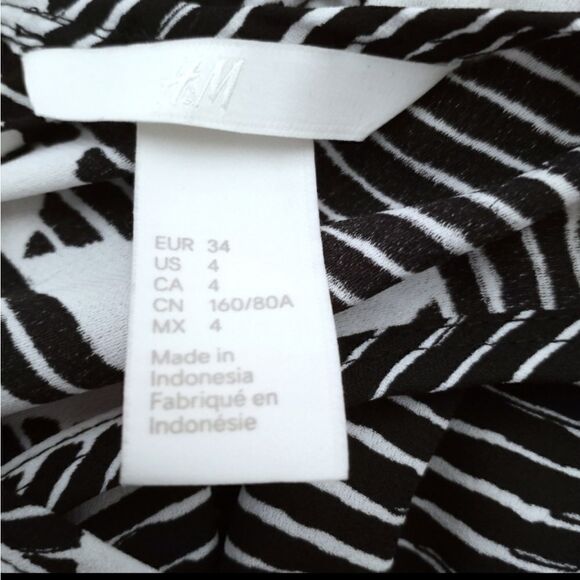 H&M
EUR 34
US 4
CA 4
CN 160/80A
MX 4
Made in
Indonesia
Fabriqué en
Indonésie